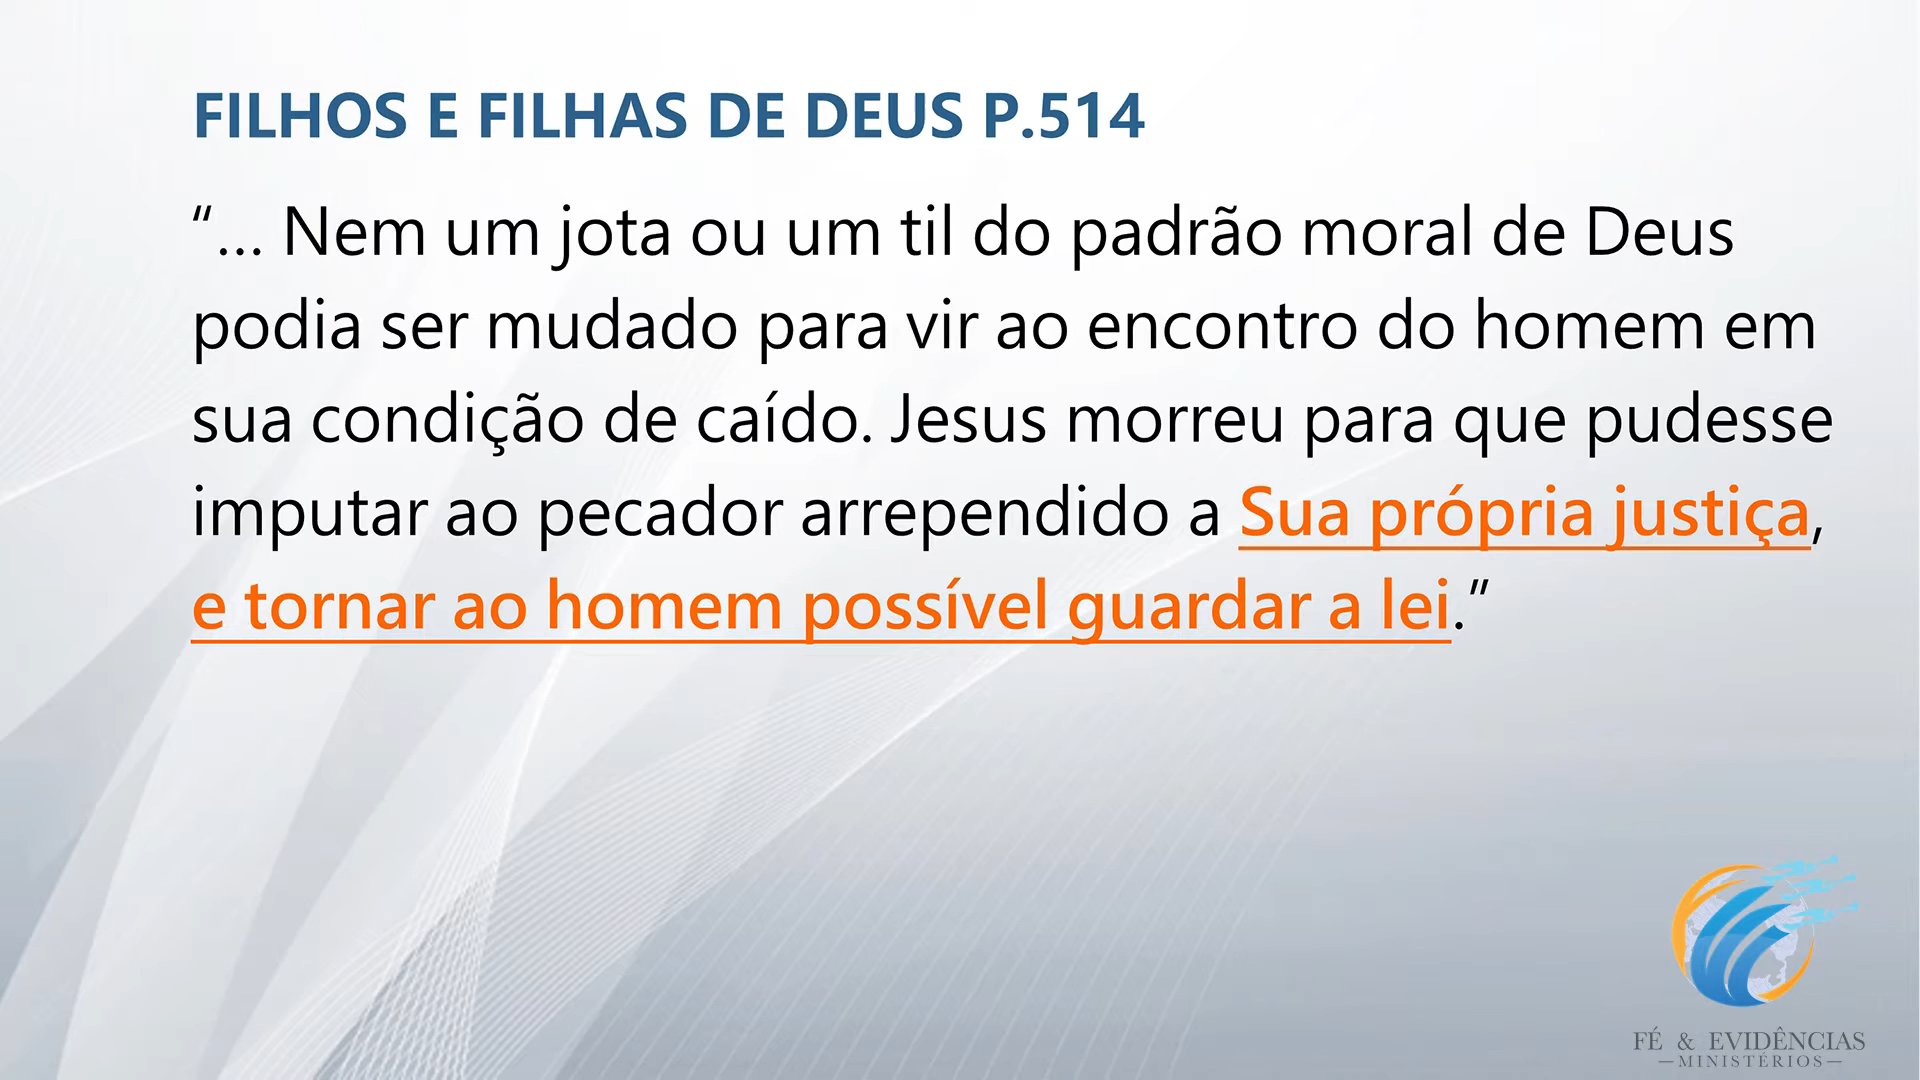 FILHOS E FILHAS DE DEUS P.514
“... Nem um jota ou um til do padrão moral de Deus
podia ser mudado para vir ao encontro do homem em
sua condição de caído. Jesus morreu para que pudesse
imputar ao pecador arrependido a Sua própria justiça,
e tornar ao homem possível guardar a lei.”
FÉ & EVIDÊNCIAS
—MINISTÉRIOS—